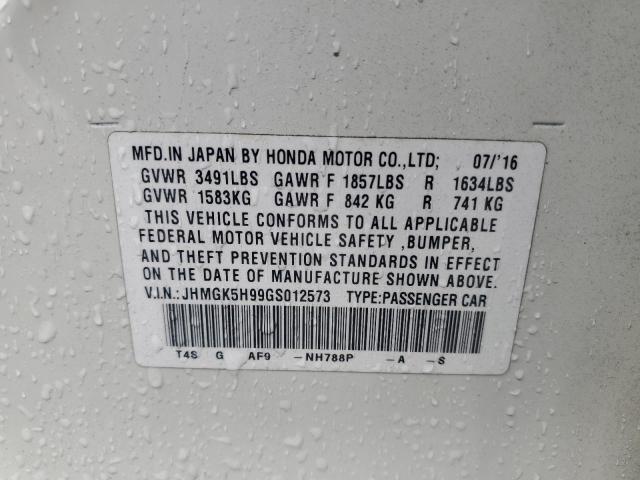 MFD.IN JAPAN BY HONDA MOTOR CO.,LTD; 07/'16
GVWR 3491LBS GAWR F 1857LBS R 1634LBS
GVWR 1583KG GAWR F 842 KG R 741 KG
THIS VEHICLE CONFORMS TO ALL APPLICABLE
FEDERAL MOTOR VEHICLE SAFETY ,BUMPER,
AND THEFT PREVENTION STANDARDS IN EFFECT
ON THE DATE OF MANUFACTURE SHOWN ABOVE.
V.I.N.:JHMGK5H99GS012573 TYPE:PASSENGER CAR
T4S G AF9 -NH788P -A -S